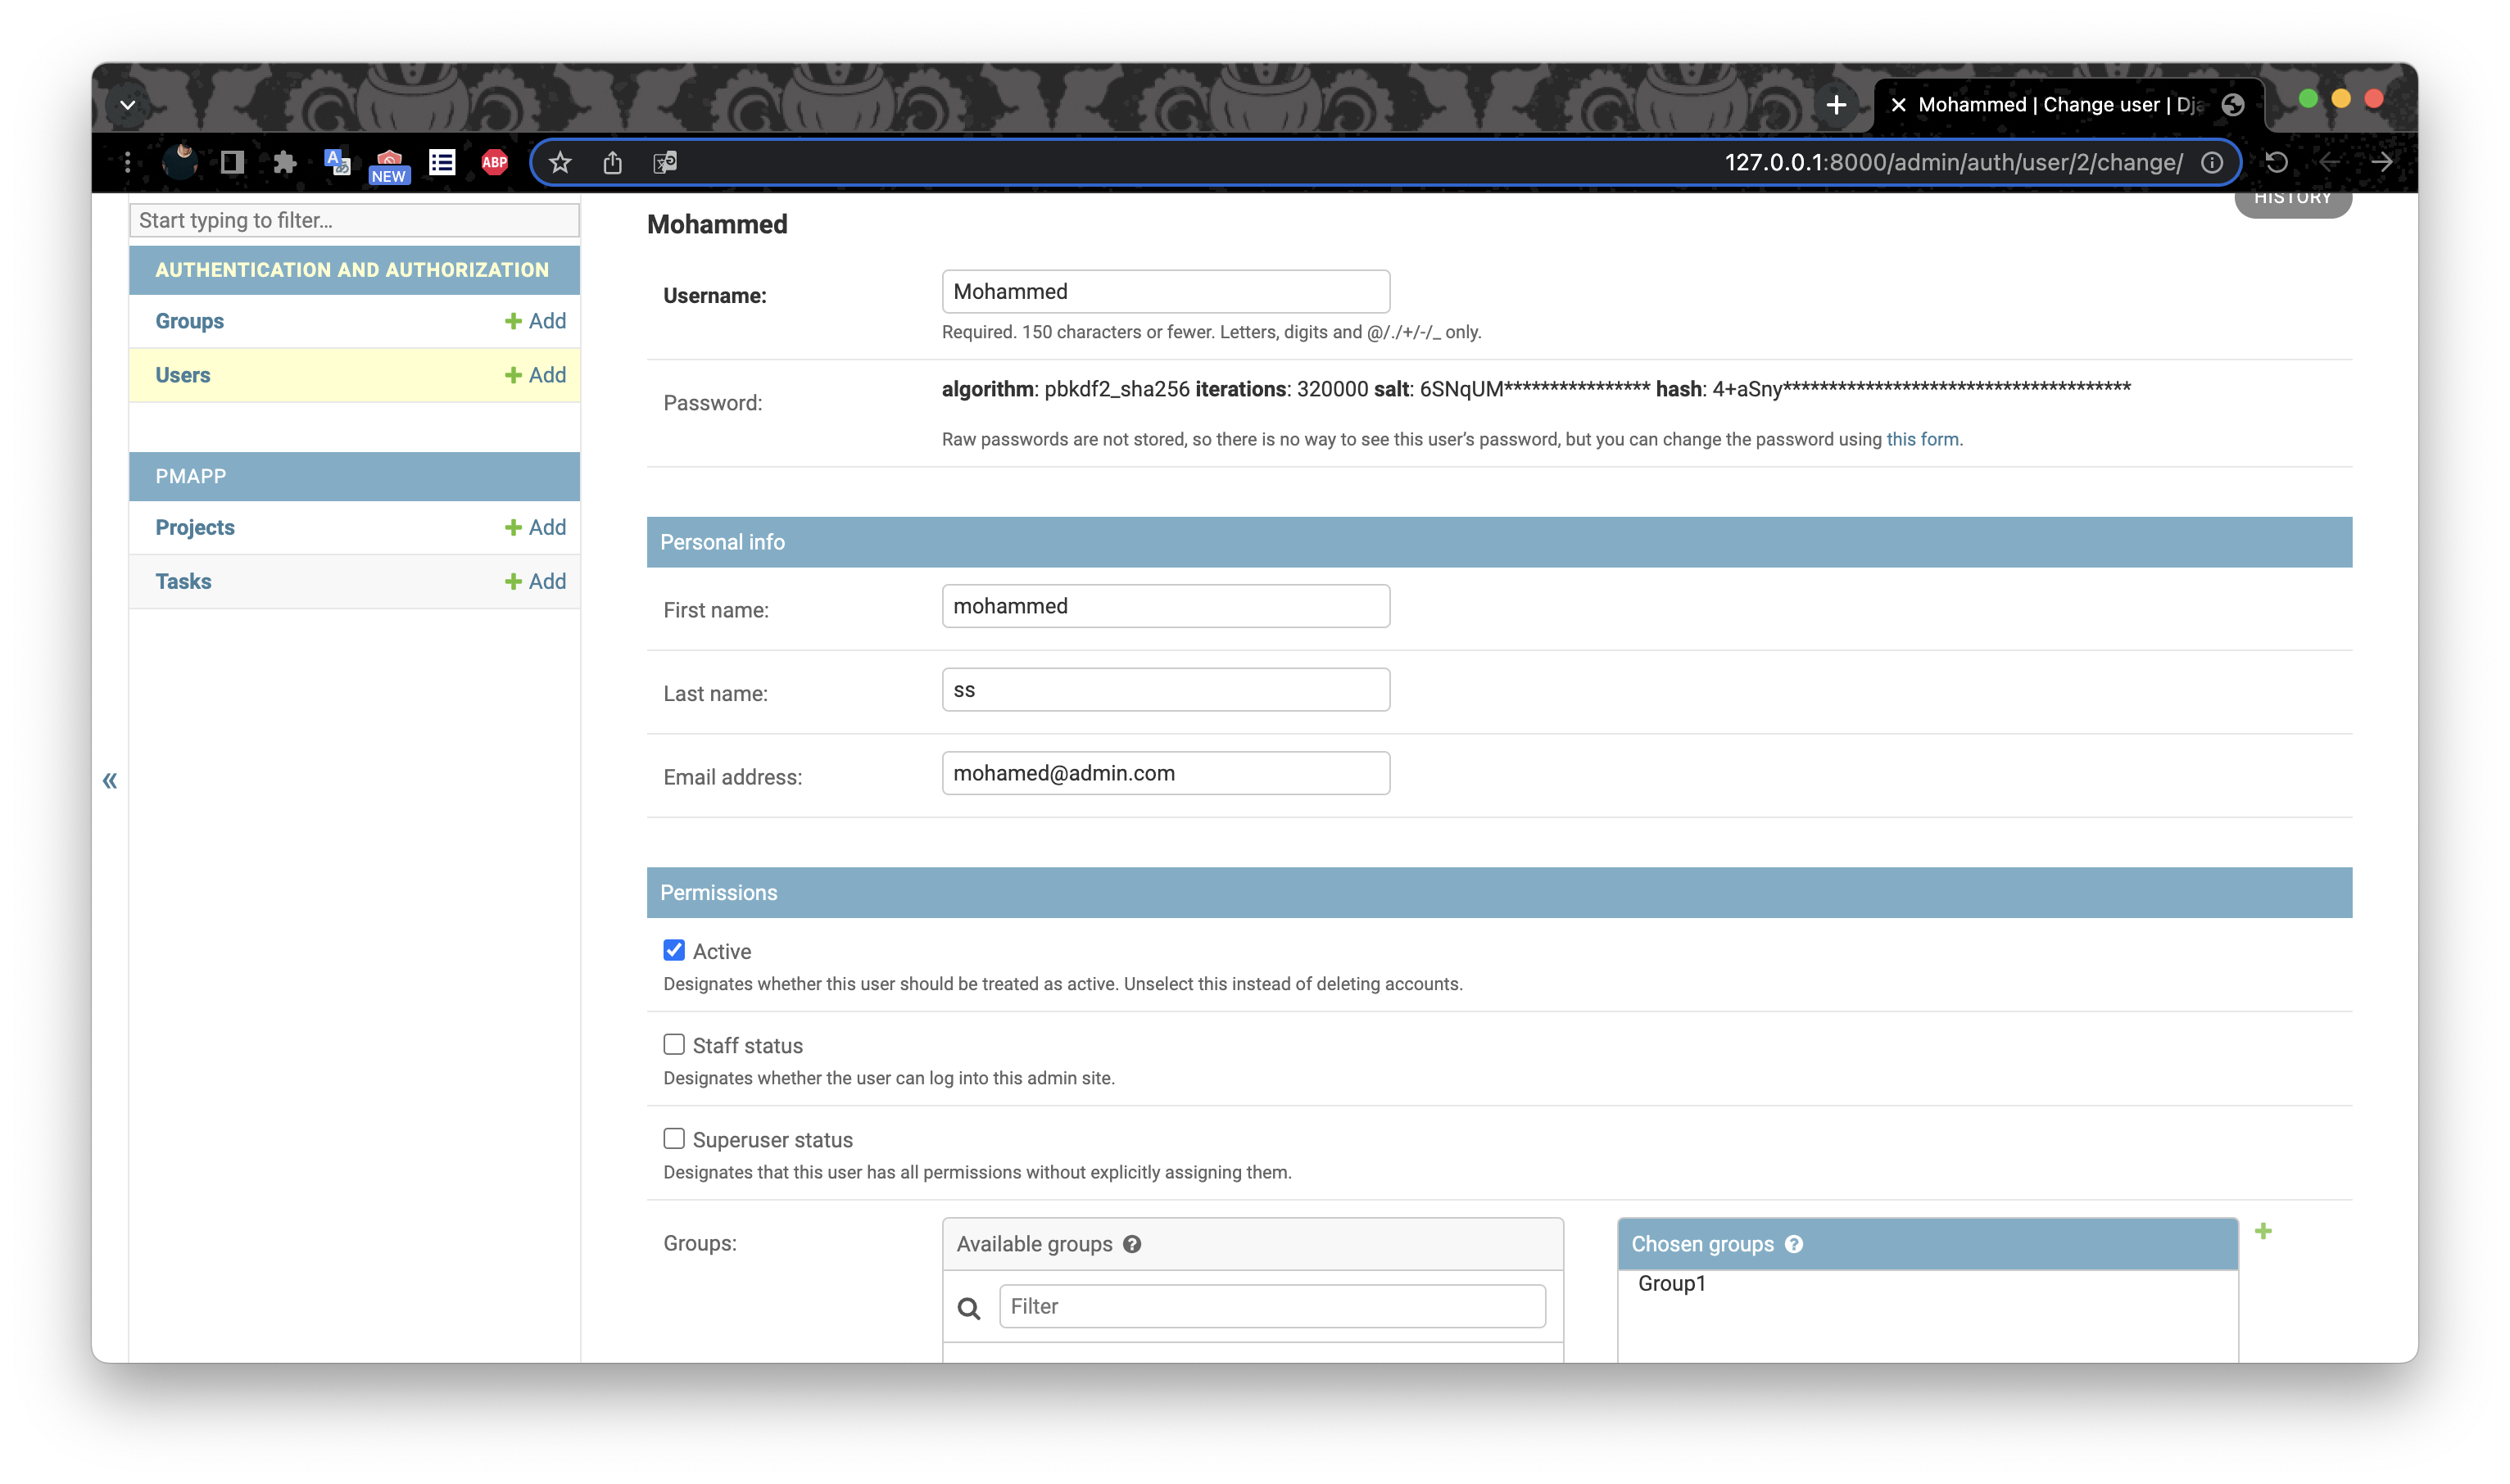 Mohammed | Change user | Dja
A
NEW
ABP
127.0.0.1:8000/admin/auth/user/2/change/
HISTORY
Start typing to filter...
AUTHENTICATION AND AUTHORIZATION
Groups + Add
Users + Add
PMAPP
Projects + Add
Tasks + Add
«
Mohammed
Username: Mohammed
Required. 150 characters or fewer. Letters, digits and @/./+/-/_ only.
Password: algorithm: pbkdf2_sha256 iterations: 320000 salt: 6SNqUM**************** hash: 4+aSny**************************************
Raw passwords are not stored, so there is no way to see this user’s password, but you can change the password using this form.
Personal info
First name: mohammed
Last name: ss
Email address: mohamed@admin.com
Permissions
Active
Designates whether this user should be treated as active. Unselect this instead of deleting accounts.
Staff status
Designates whether the user can log into this admin site.
Superuser status
Designates that this user has all permissions without explicitly assigning them.
Groups: Available groups ? Chosen groups ? +
Filter
Group1